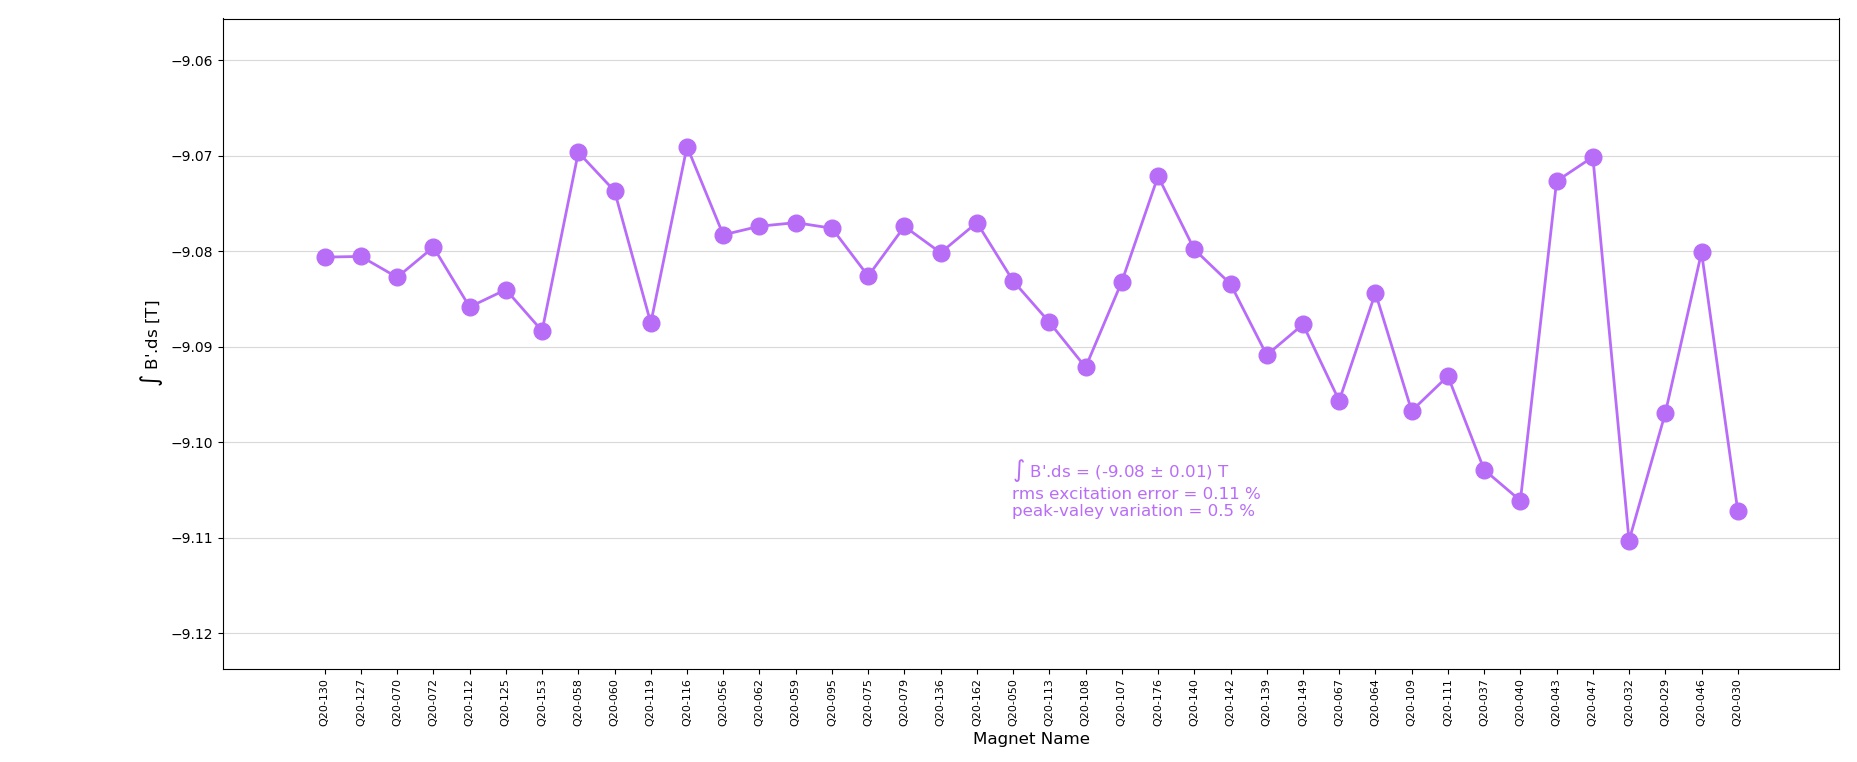 −9.06
−9.07
−9.08
−9.09
−9.10
−9.11
−9.12
∫ B'.ds [T]
∫ B'.ds = (-9.08 ± 0.01) T
rms excitation error = 0.11 %
peak-valey variation = 0.5 %
Q20-130
Q20-127
Q20-070
Q20-072
Q20-112
Q20-125
Q20-153
Q20-058
Q20-060
Q20-119
Q20-116
Q20-056
Q20-062
Q20-059
Q20-095
Q20-075
Q20-079
Q20-136
Q20-162
Q20-050
Q20-113
Q20-108
Q20-107
Q20-176
Q20-140
Q20-142
Q20-139
Q20-149
Q20-067
Q20-064
Q20-109
Q20-111
Q20-037
Q20-040
Q20-043
Q20-047
Q20-032
Q20-029
Q20-046
Q20-030
Magnet Name